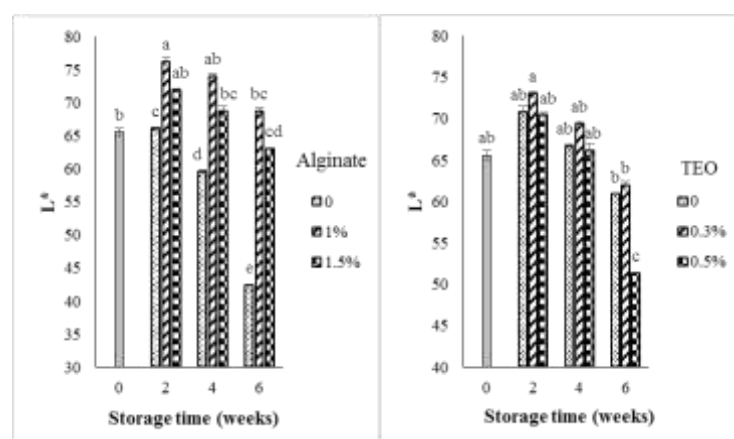 80
75
70
65
60
55
50
45
40
35
30
L*
b
c
a
ab
d
ab
bc
e
bc
cd
0
2
4
6
Storage time (weeks)
Alginate
0
1%
1.5%
80
75
70
65
60
55
50
45
40
L*
ab
ab
a
ab
ab
ab
ab
b
b
c
0
2
4
6
Storage time (weeks)
TEO
0
0.3%
0.5%